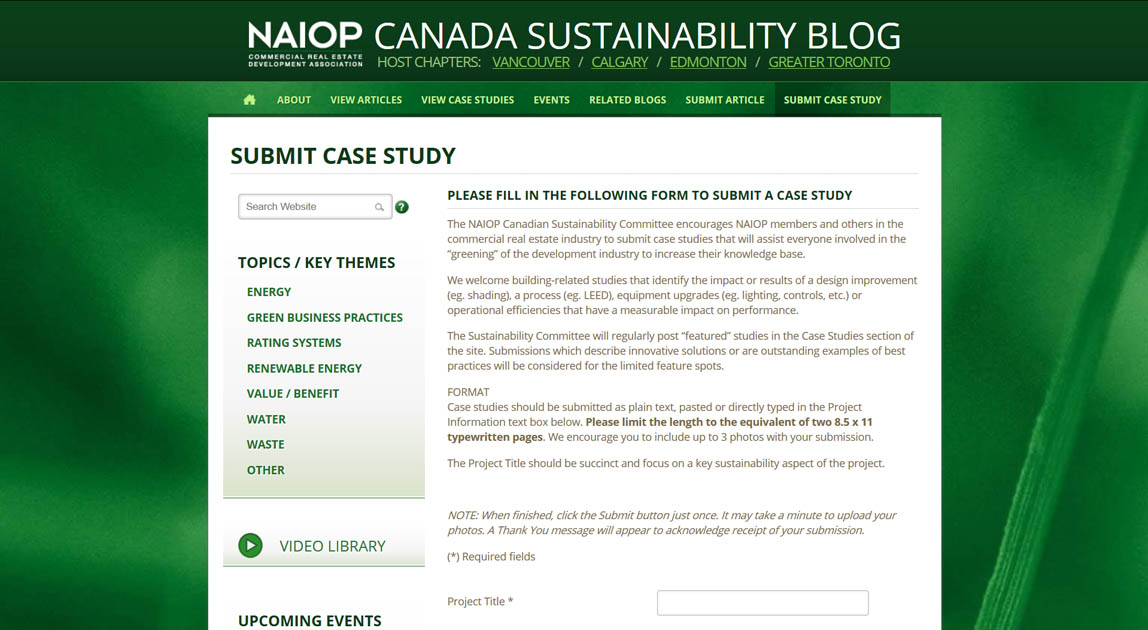 NAIOP
COMMERCIAL REAL ESTATE
DEVELOPMENT ASSOCIATION
CANADA SUSTAINABILITY BLOG
HOST CHAPTERS: VANCOUVER / CALGARY / EDMONTON / GREATER TORONTO
ABOUT VIEW ARTICLES VIEW CASE STUDIES EVENTS RELATED BLOGS SUBMIT ARTICLE SUBMIT CASE STUDY
SUBMIT CASE STUDY
Search Website
?
TOPICS / KEY THEMES
ENERGY
GREEN BUSINESS PRACTICES
RATING SYSTEMS
RENEWABLE ENERGY
VALUE / BENEFIT
WATER
WASTE
OTHER
VIDEO LIBRARY
UPCOMING EVENTS
PLEASE FILL IN THE FOLLOWING FORM TO SUBMIT A CASE STUDY
The NAIOP Canadian Sustainability Committee encourages NAIOP members and others in the
commercial real estate industry to submit case studies that will assist everyone involved in the
“greening” of the development industry to increase their knowledge base.
We welcome building-related studies that identify the impact or results of a design improvement
(eg. shading), a process (eg. LEED), equipment upgrades (eg. lighting, controls, etc.) or
operational efficiencies that have a measurable impact on performance.
The Sustainability Committee will regularly post “featured” studies in the Case Studies section of
the site. Submissions which describe innovative solutions or are outstanding examples of best
practices will be considered for the limited feature spots.
FORMAT
Case studies should be submitted as plain text, pasted or directly typed in the Project
Information text box below. Please limit the length to the equivalent of two 8.5 x 11
typewritten pages. We encourage you to include up to 3 photos with your submission.
The Project Title should be succinct and focus on a key sustainability aspect of the project.
NOTE: When finished, click the Submit button just once. It may take a minute to upload your
photos. A Thank You message will appear to acknowledge receipt of your submission.
(*) Required fields
Project Title *